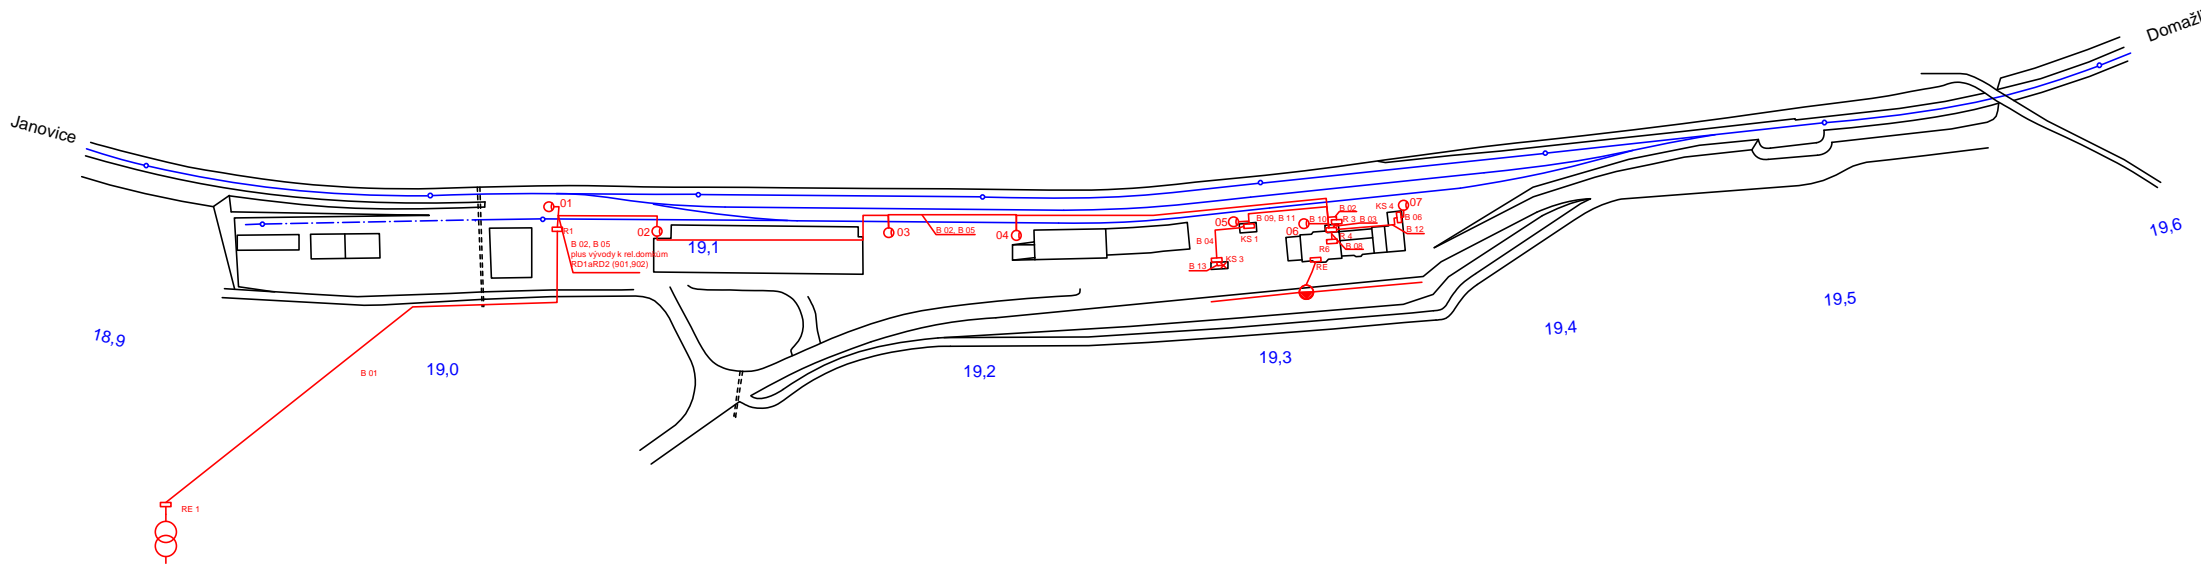 Janovice
Domažl
01
R1
B 02, B 05
plus vývody k rel.domkům
RD1aRD2 (901,902)
02
19,1
03
B 02, B 05
04
05
B 09, B 11
KS 1
B 04
KS 3
B 13
06
B 10
B 02
R 3
B 03
R 4
R6
B 08
RE
KS 4
07
B 06
B 12
18,9
B 01
19,0
19,2
19,3
19,4
19,5
19,6
RE 1